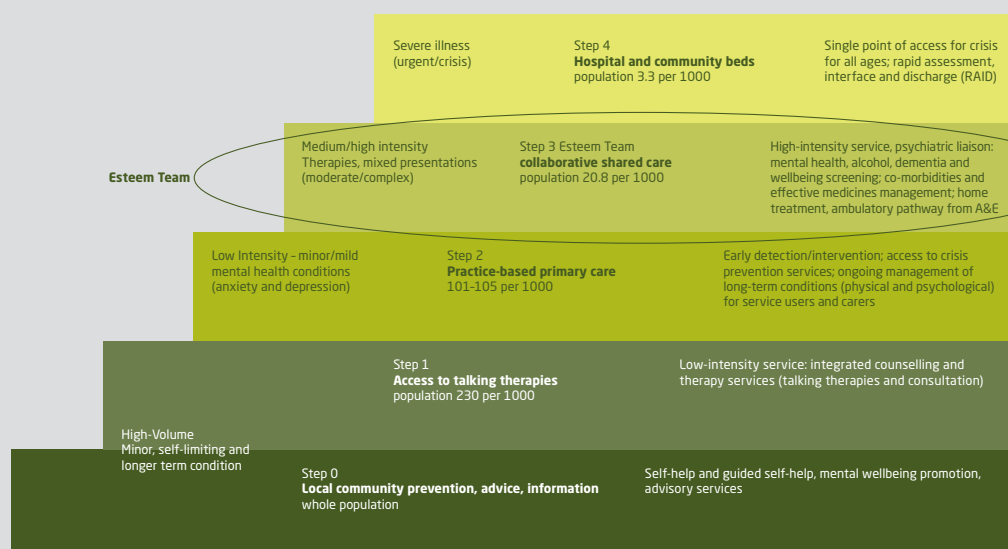 Severe illness
(urgent/crisis)
Step 4
Hospital and community beds
population 3.3 per 1000
Single point of access for crisis
for all ages; rapid assessment,
interface and discharge (RAID)
Esteem Team
Medium/high intensity
Therapies, mixed presentations
(moderate/complex)
Step 3 Esteem Team
collaborative shared care
population 20.8 per 1000
High-intensity service, psychiatric liaison:
mental health, alcohol, dementia and
wellbeing screening; co-morbidities and
effective medicines management; home
treatment, ambulatory pathway from A&E
Low Intensity – minor/mild
mental health conditions
(anxiety and depression)
Step 2
Practice-based primary care
101-105 per 1000
Early detection/intervention; access to crisis
prevention services; ongoing management of
long-term conditions (physical and psychological)
for service users and carers
Step 1
Access to talking therapies
population 230 per 1000
Low-intensity service: integrated counselling and
therapy services (talking therapies and consultation)
High-Volume
Minor, self-limiting and
longer term condition
Step 0
Local community prevention, advice, information
whole population
Self-help and guided self-help, mental wellbeing promotion,
advisory services